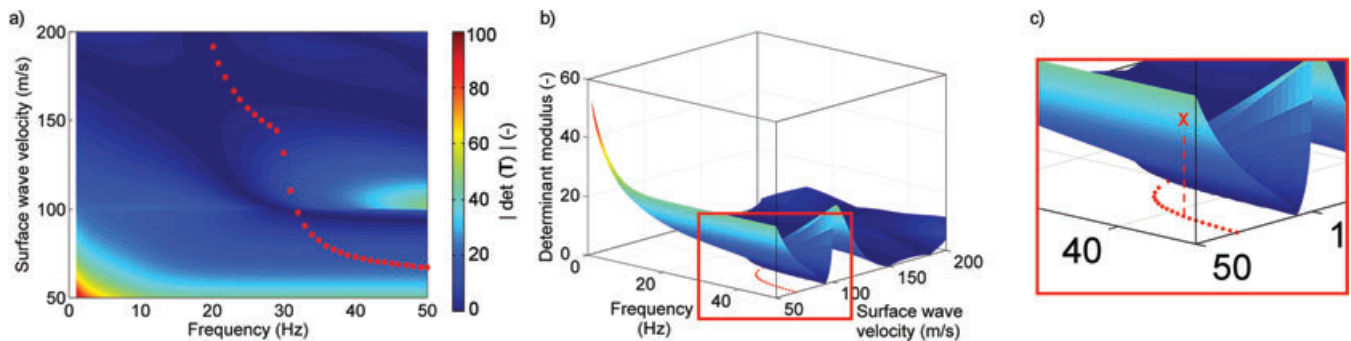 a)
200
150
100
50
0
10
20
30
40
50
Surface wave velocity (m/s)
Frequency (Hz)
100
80
60
40
20
0
| det (T) | (-)
b)
60
40
20
0
Determinant modulus (-)
0
20
40
50
100
150
200
Frequency
(Hz)
Surface wave
velocity (m/s)
c)
X
40
50
1